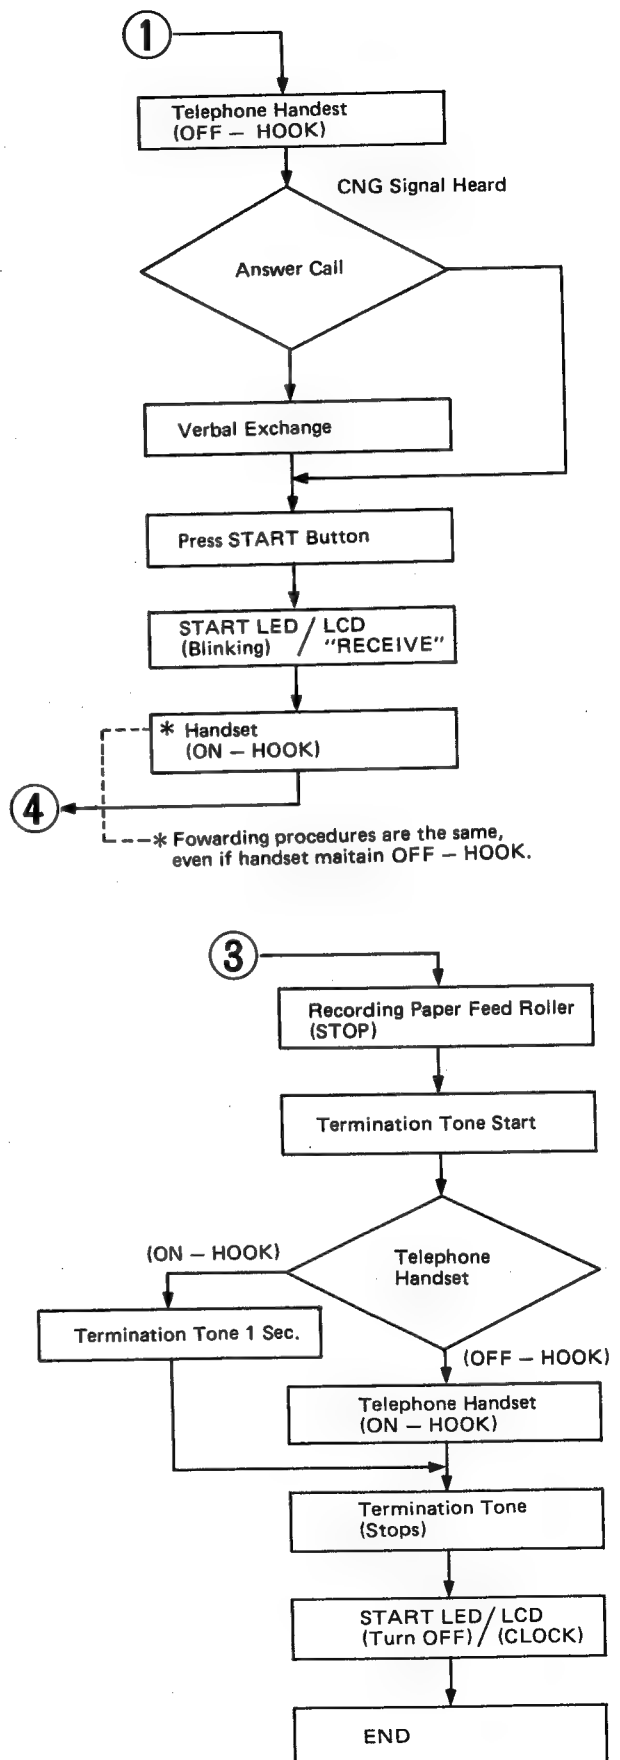 1
Telephone Handest
(OFF – HOOK)
CNG Signal Heard
Answer Call
Verbal Exchange
Press START Button
START LED / LCD
(Blinking) "RECEIVE"
* Handset
(ON – HOOK)
4
* Fowarding procedures are the same,
even if handset maitain OFF – HOOK.
3
Recording Paper Feed Roller
(STOP)
Termination Tone Start
(ON – HOOK)
Telephone
Handset
Termination Tone 1 Sec.
(OFF – HOOK)
Telephone Handset
(ON – HOOK)
Termination Tone
(Stops)
START LED / LCD
(Turn OFF) / (CLOCK)
END